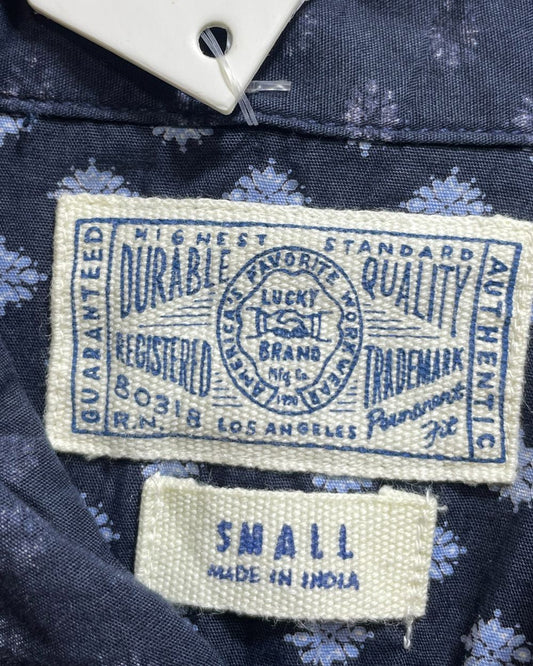 HIGHEST STANDARD
GUARANTEED
DURABLE QUALITY
AUTHENTIC
AMERICA'S FAVORITE WORKWEAR
LUCKY
BRAND
Mfg Co.
1990
REGISTERED TRADEMARK
80318
R.N.
LOS ANGELES
Permanent
Fit
SMALL
MADE IN INDIA